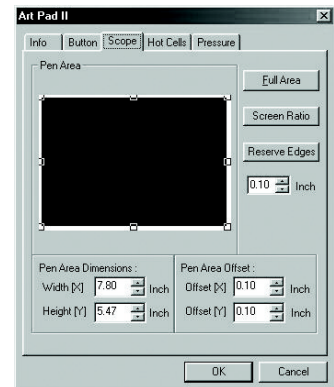 Art Pad II
Info Button Scope Hot Cells Pressure
Pen Area
Full Area
Screen Ratio
Reserve Edges
0.10 Inch
Pen Area Dimensions :
Width [X] 7.80 Inch
Height [Y] 5.47 Inch
Pen Area Offset :
Offset [X] 0.10 Inch
Offset [Y] 0.10 Inch
OK Cancel